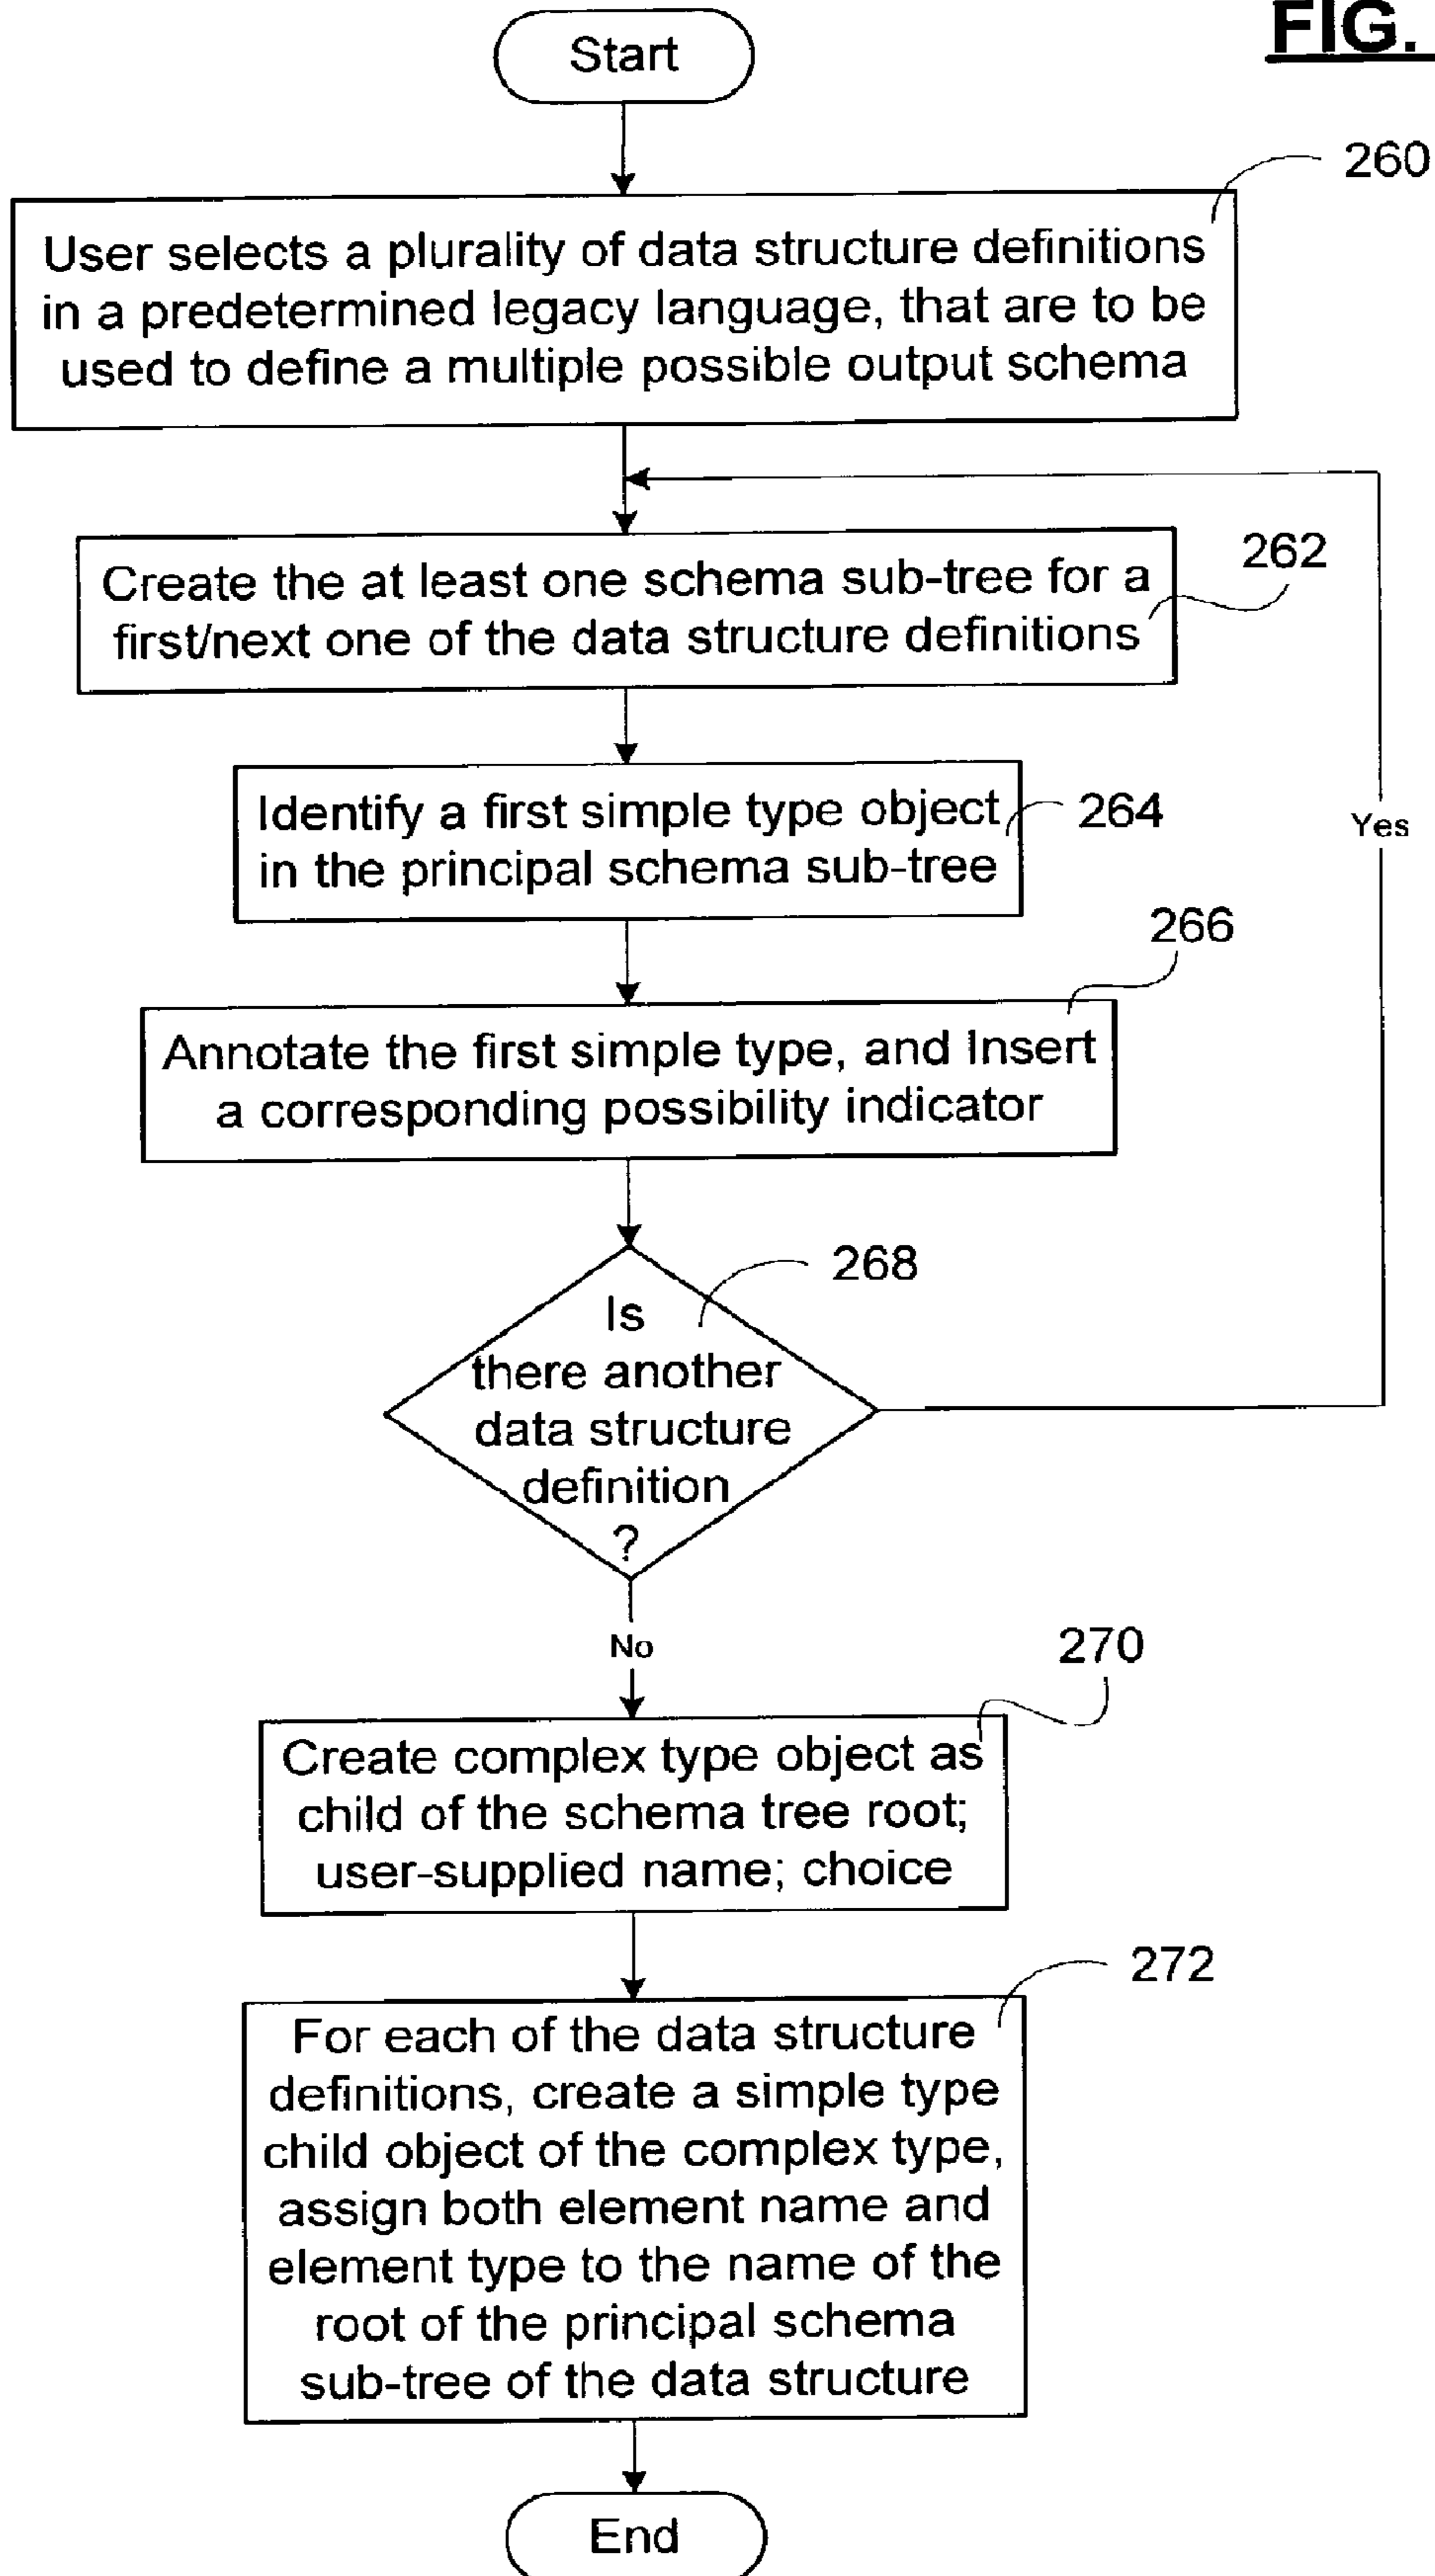 FIG.
Start
260
User selects a plurality of data structure definitions
in a predetermined legacy language, that are to be
used to define a multiple possible output schema
262
Create the at least one schema sub-tree for a
first/next one of the data structure definitions
Identify a first simple type object
in the principal schema sub-tree
264
Yes
266
Annotate the first simple type, and Insert
a corresponding possibility indicator
268
Is
there another
data structure
definition
?
No
270
Create complex type object as
child of the schema tree root;
user-supplied name; choice
272
For each of the data structure
definitions, create a simple type
child object of the complex type,
assign both element name and
element type to the name of the
root of the principal schema
sub-tree of the data structure
End